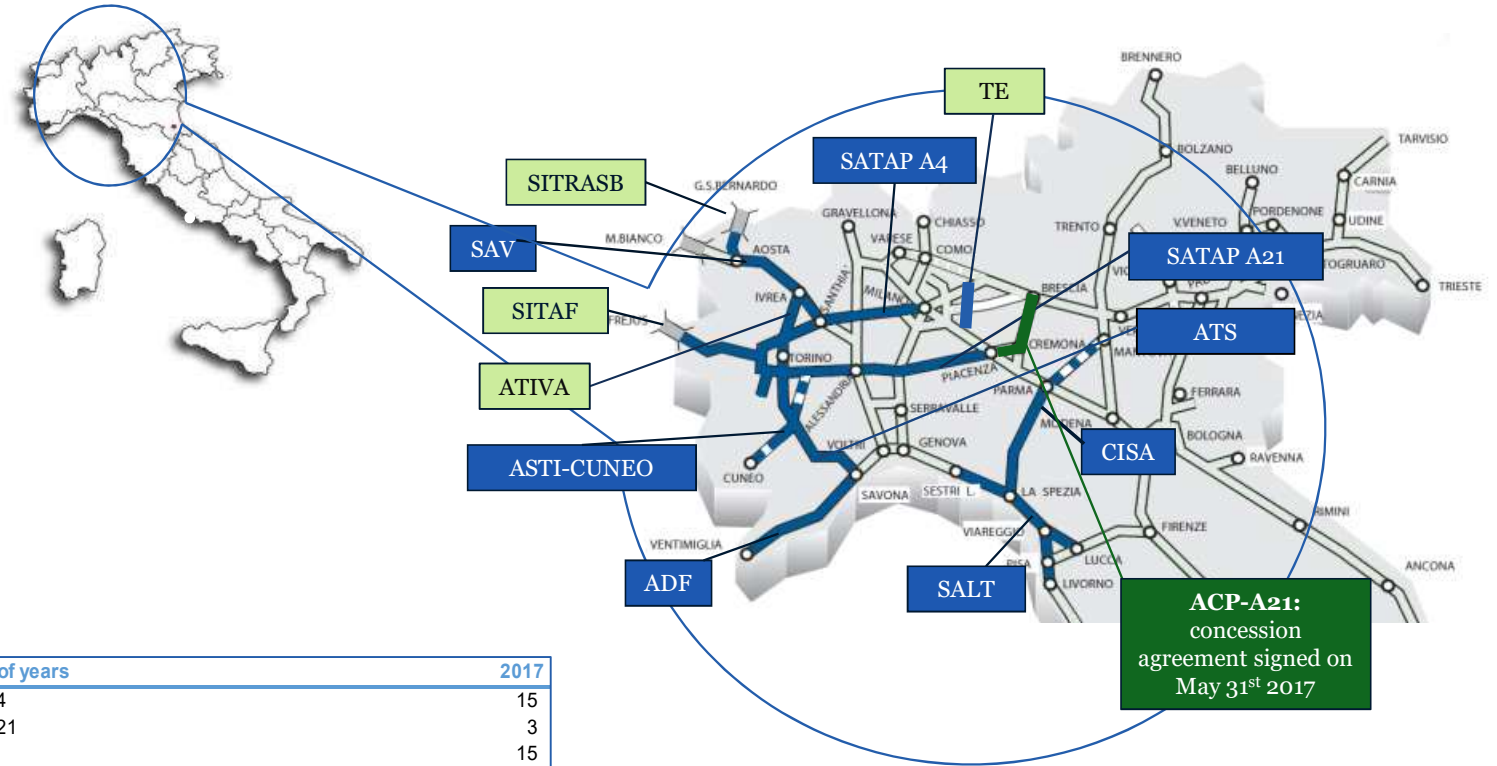 BRENNERO
TE
TARVISIO
SATAP A4
BOLZANO
BELLUNO
CARNIA
SITRASB
G.S.BERNARDO
GRAVELLONA
CHIASSO
PORDENONE
V.VENETO
UDINE
TRENTO
M.BIANCO
VARESE
COMO
SAV
AOSTA
SATAP A21
TOGRUARO
TRIESTE
IVREA
SANTHIA'
MILANO
BRESCIA
SITAF
FREJUS
ATS
CREMONA
TORINO
PIACENZA
ATIVA
ALESSANDRIA
PARMA
FERRARA
SERRAVALLE
MODENA
BOLOGNA
VOLTRI
GENOVA
CISA
RAVENNA
ASTI-CUNEO
CUNEO
SAVONA
SESTRI L.
LA SPEZIA
RIMINI
VIAREGGIO
FIRENZE
VENTIMIGLIA
PISA
LUCCA
ANCONA
ADF
SALT
LIVORNO
ACP-A21:
concession
agreement signed on
May 31st 2017
of years 2017
4 15
21 3
15